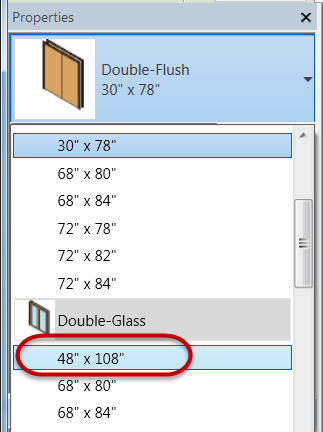 Properties
Double-Flush
30" x 78"
30" x 78"
68" x 80"
68" x 84"
72" x 78"
72" x 82"
72" x 84"
Double-Glass
48" x 108"
68" x 80"
68" x 84"